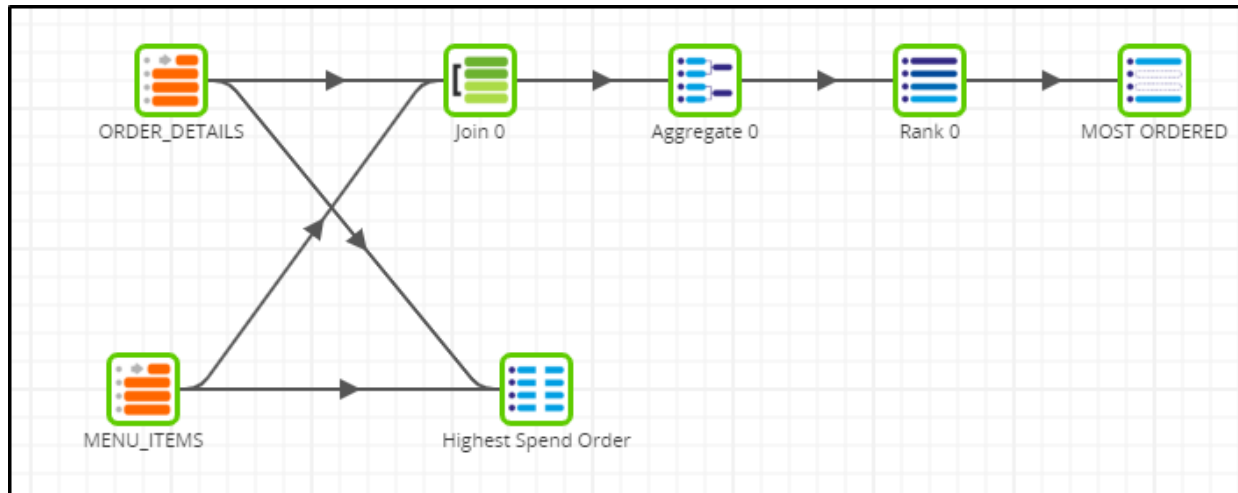 ORDER_DETAILS
Join 0
Aggregate 0
Rank 0
MOST ORDERED
MENU_ITEMS
Highest Spend Order